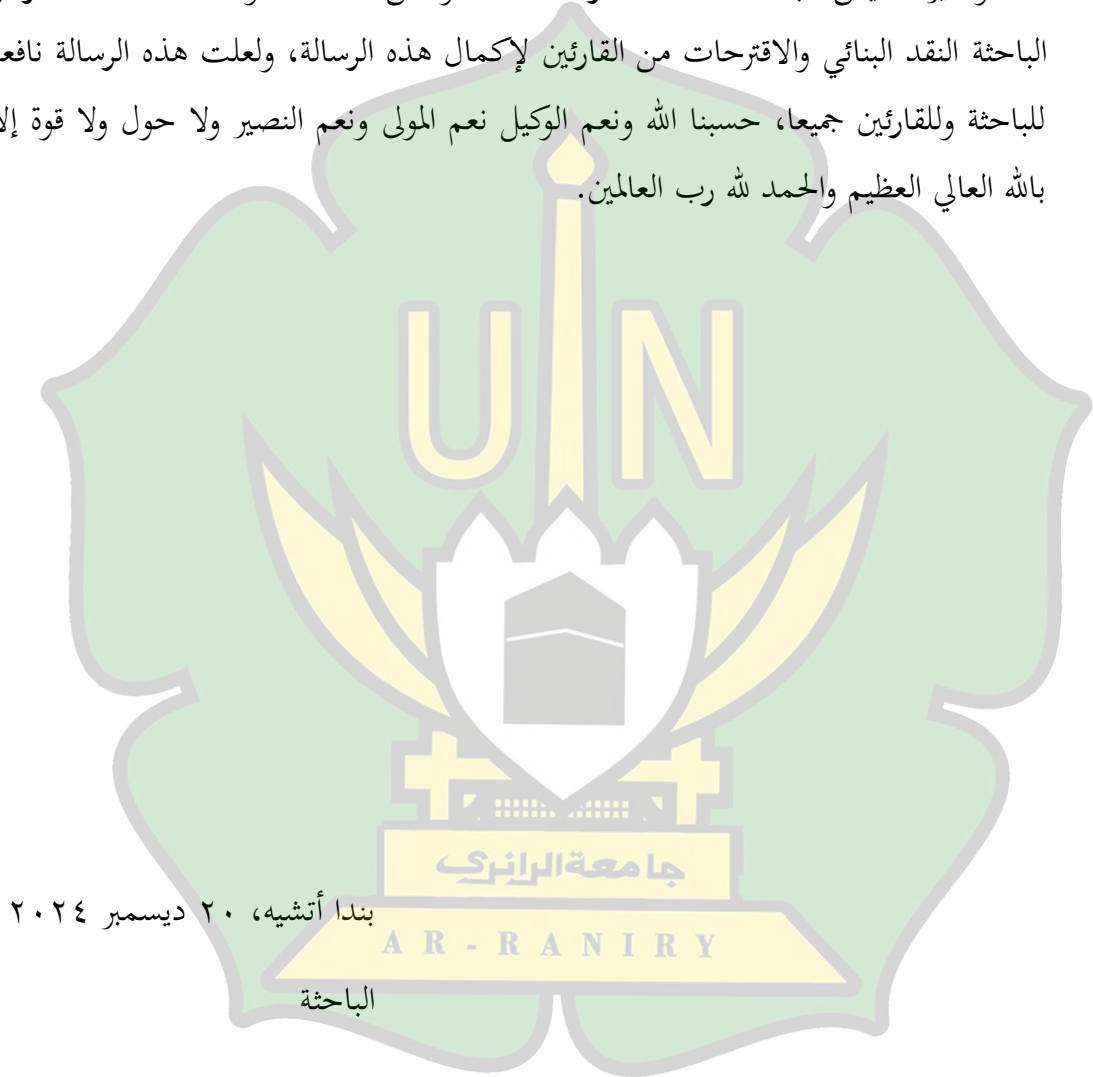 الباحثة النقد البنائي والاقترحات من القارئين لإكمال هذه الرسالة، ولعلت هذه الرسالة نافعة
للباحثة وللقارئين جميعا، حسبنا الله ونعم الوكيل نعم المولى ونعم النصير ولا حول ولا قوة إلا
بالله العالي العظيم والحمد لله رب العالمين.
UIN
جامعة الرانري
بندا أتشيه، ٢٠ ديسمبر ٢٠٢٤
AR-RANIRY
الباحثة